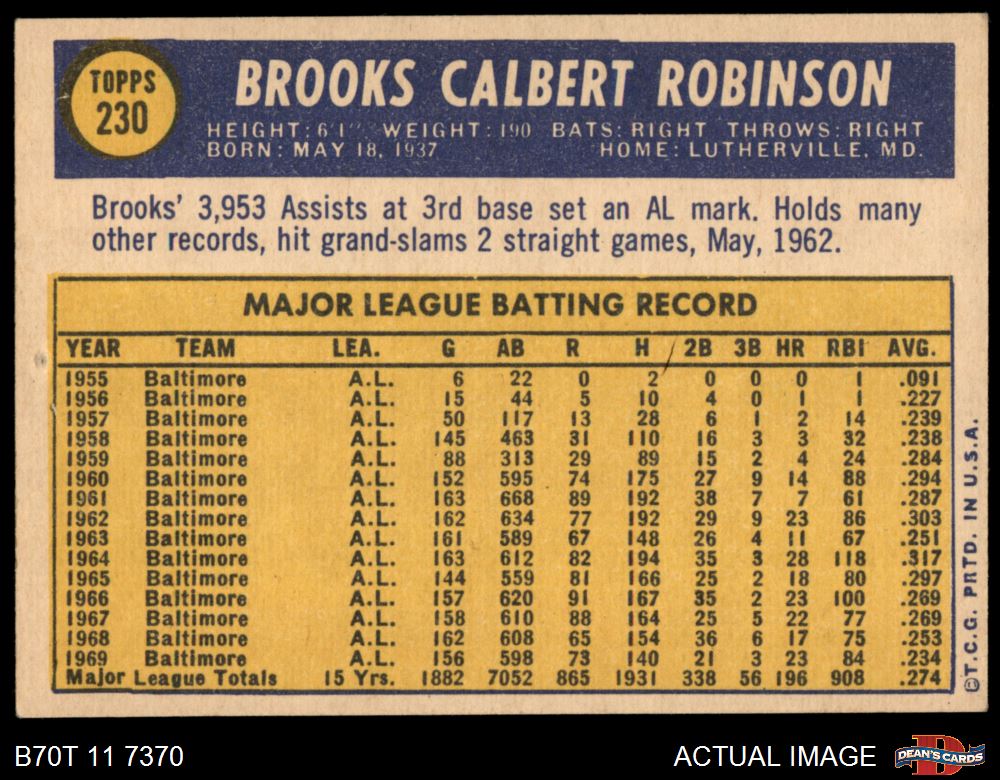 TOPPS
230
BROOKS CALBERT ROBINSON
HEIGHT: 6'1" WEIGHT: 190 BATS: RIGHT THROWS: RIGHT
BORN: MAY 18, 1937 HOME: LUTHERVILLE, MD.
Brooks' 3,953 Assists at 3rd base set an AL mark. Holds many
other records, hit grand-slams 2 straight games, May, 1962.
MAJOR LEAGUE BATTING RECORD
YEAR TEAM LEA. G AB R H 2B 3B HR RBI AVG.
1955 Baltimore A.L. 6 22 0 2 0 0 0 1 .091
1956 Baltimore A.L. 15 44 5 10 4 0 1 1 .227
1957 Baltimore A.L. 50 117 13 28 6 1 2 14 .239
1958 Baltimore A.L. 145 463 31 110 16 3 3 32 .238
1959 Baltimore A.L. 88 313 29 89 15 2 4 24 .284
1960 Baltimore A.L. 152 595 74 175 27 9 14 88 .294
1961 Baltimore A.L. 163 668 89 192 38 7 7 61 .287
1962 Baltimore A.L. 162 634 77 192 29 9 23 86 .303
1963 Baltimore A.L. 161 589 67 148 26 4 11 67 .251
1964 Baltimore A.L. 163 612 82 194 35 3 28 118 .317
1965 Baltimore A.L. 144 559 81 166 25 2 18 80 .297
1966 Baltimore A.L. 157 620 91 167 35 2 23 100 .269
1967 Baltimore A.L. 158 610 88 164 25 5 22 77 .269
1968 Baltimore A.L. 162 608 65 154 36 6 17 75 .253
1969 Baltimore A.L. 156 598 73 140 21 3 23 84 .234
Major League Totals 15 Yrs. 1882 7052 865 1931 338 56 196 908 .274
©T.C.G. PRTD. IN U.S.A.
B70T 11 7370
ACTUAL IMAGE
DEAN'S CARDS